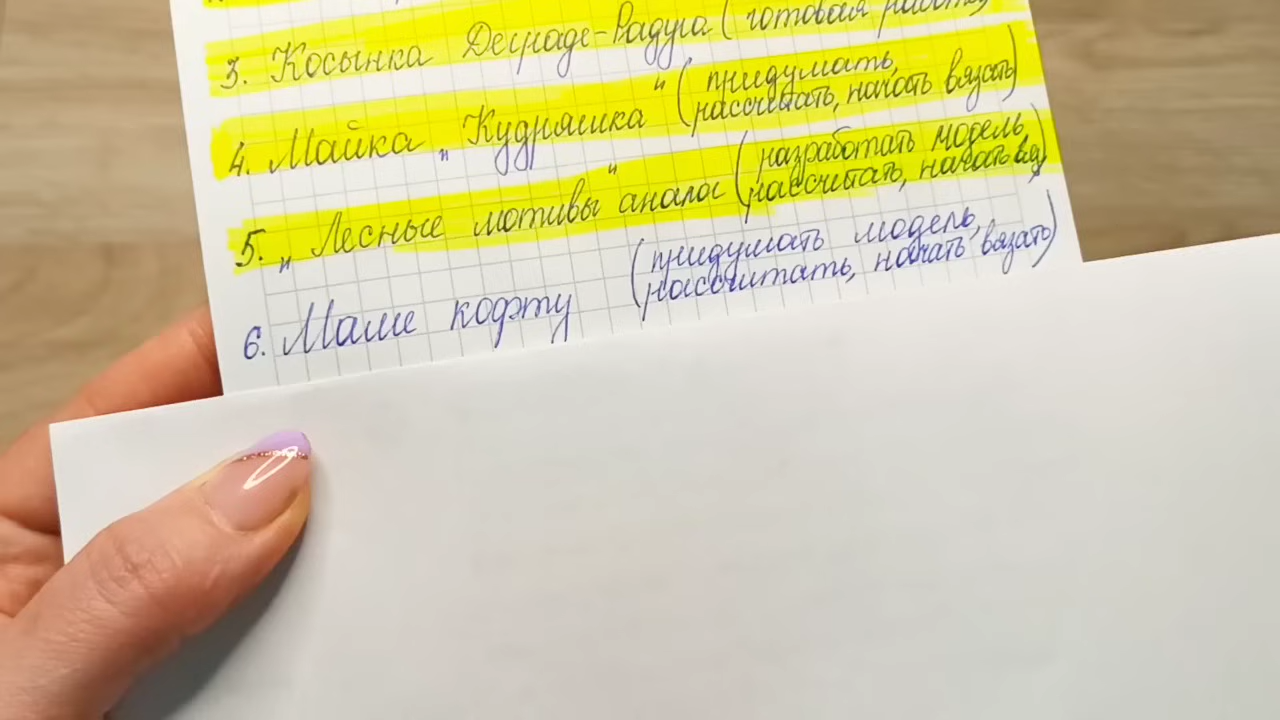 3. Косынка Деграде-Радуга (готовая работа)
4. Майка „Кудряшка" (придумать,
рассчитать, начать вязать)
5. „Лесные мотивы" аналог (разработать модель,
рассчитать, начать вяз)
6. Маме кофту (придумать модель,
рассчитать, начать вязать)